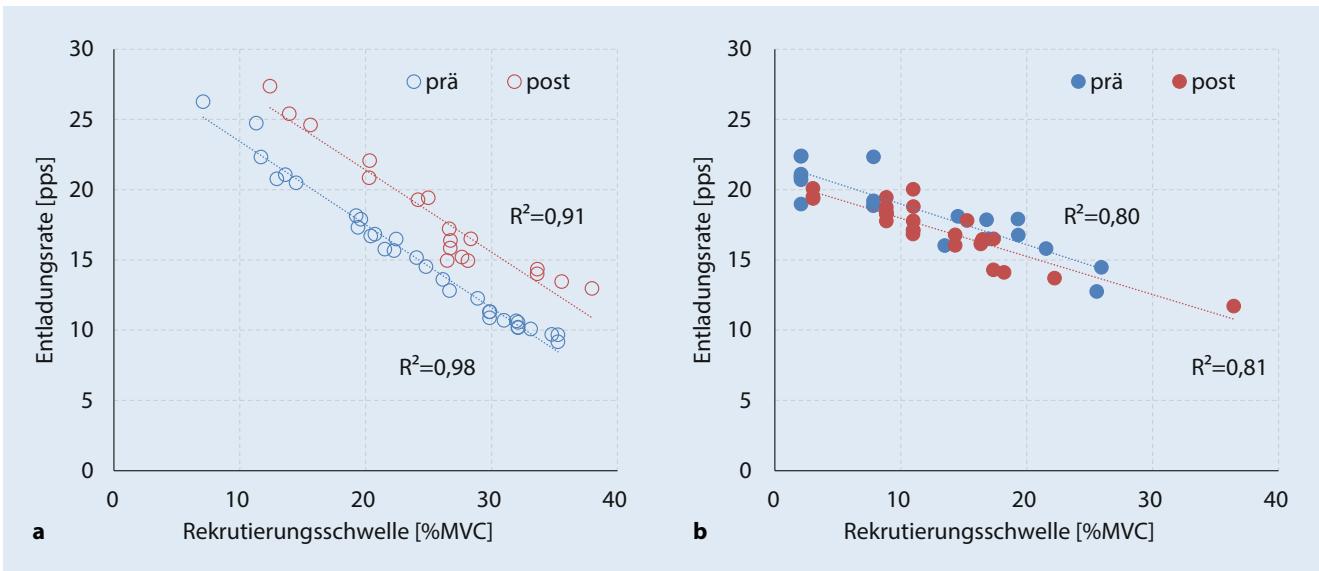 30
25
20
15
10
5
0
Entladungsrate [pps]
prä post
R²=0,91
R²=0,98
0 10 20 30 40
a Rekrutierungsschwelle [%MVC]
30
25
20
15
10
5
0
Entladungsrate [pps]
prä post
R²=0,80
R²=0,81
0 10 20 30 40
b Rekrutierungsschwelle [%MVC]